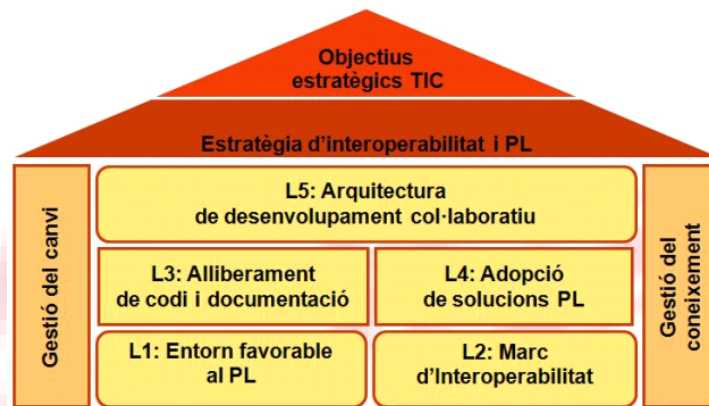 Objectius
estratègics TIC
Estratègia d'interoperabilitat i PL
Gestió del canvi
L5: Arquitectura
de desenvolupament col·laboratiu
L3: Alliberament
de codi i documentació
L4: Adopció
de solucions PL
L1: Entorn favorable
al PL
L2: Marc
d'Interoperabilitat
Gestió del
coneixement